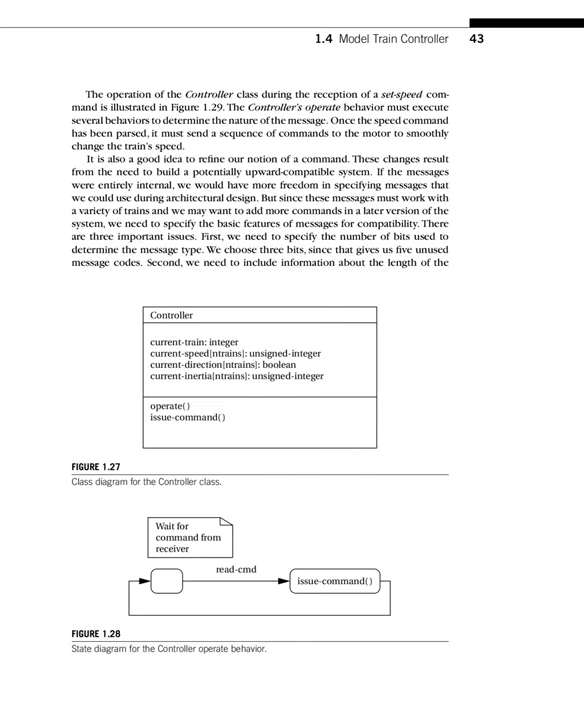 1.4 Model Train Controller 43
The operation of the Controller class during the reception of a set-speed com-
mand is illustrated in Figure 1.29. The Controller's operate behavior must execute
several behaviors to determine the nature of the message. Once the speed command
has been parsed, it must send a sequence of commands to the motor to smoothly
change the train's speed.
It is also a good idea to refine our notion of a command. These changes result
from the need to build a potentially upward-compatible system. If the messages
were entirely internal, we would have more freedom in specifying messages that
we could use during architectural design. But since these messages must work with
a variety of trains and we may want to add more commands in a later version of the
system, we need to specify the basic features of messages for compatibility. There
are three important issues. First, we need to specify the number of bits used to
determine the message type. We choose three bits, since that gives us five unused
message codes. Second, we need to include information about the length of the
Controller
current-train: integer
current-speed[ntrains]: unsigned-integer
current-direction[ntrains]: boolean
current-inertia[ntrains]: unsigned-integer
operate( )
issue-command( )
FIGURE 1.27
Class diagram for the Controller class.
Wait for
command from
receiver
read-cmd
issue-command( )
FIGURE 1.28
State diagram for the Controller operate behavior.